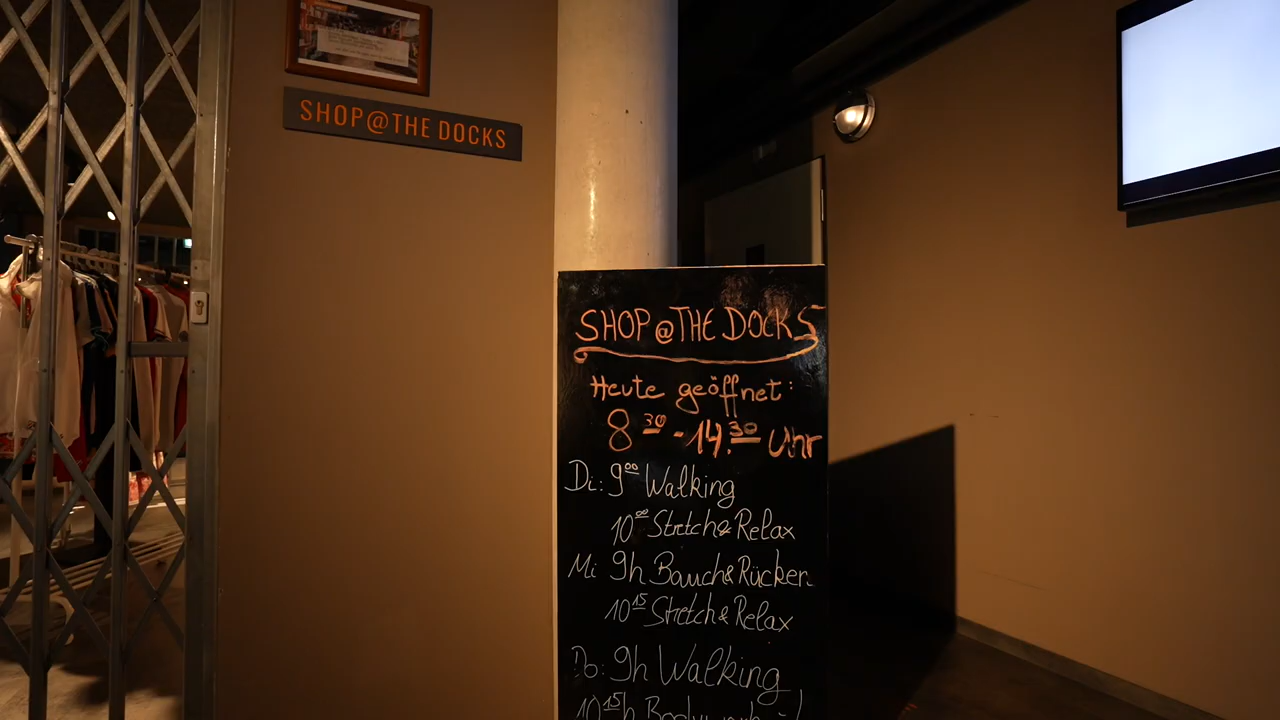 SHOP@THE DOCKS
SHOP@THE DOCKS
Heute geöffnet:
8³⁰-14.³⁰ Uhr
Di: 9⁰⁰ Walking
10⁰⁰ Stretch & Relax
Mi 9h Bauch & Rücken
10¹⁵ Stretch & Relax
Do: 9h Walking
10¹⁵h